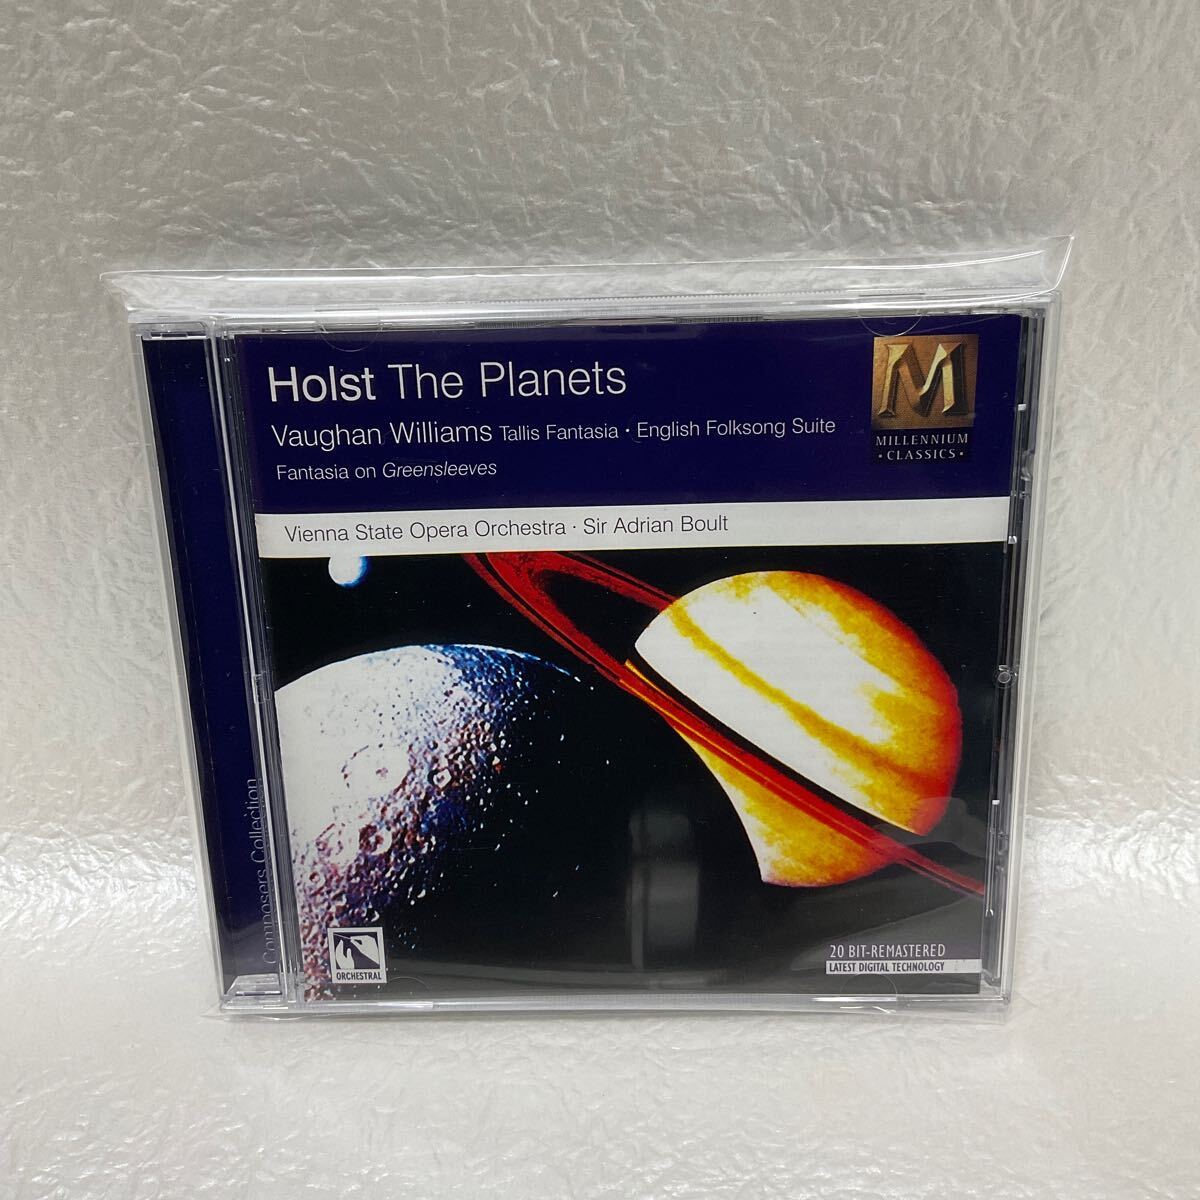 Holst The Planets
Vaughan Williams Tallis Fantasia · English Folksong Suite
Fantasia on Greensleeves
M
MILLENNIUM
· CLASSICS ·
Vienna State Opera Orchestra · Sir Adrian Boult
Composers Collection
ORCHESTRAL
20 BIT-REMASTERED
LATEST DIGITAL TECHNOLOGY